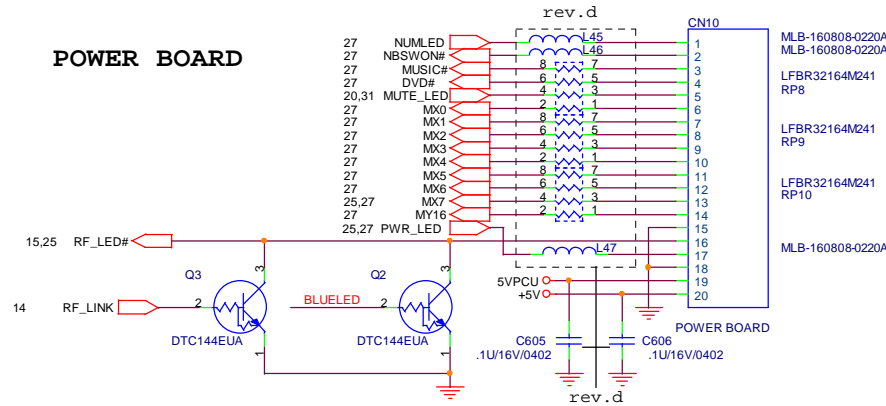 rev.d
CN10
POWER BOARD
27 NUMLED L45 1 MLB-160808-0220A
27 NBSWON# L46 2 MLB-160808-0220A
27 MUSIC# 8 7 3
27 DVD# 6 5 4 LFBR32164M241
20,31 MUTE_LED 4 3 5 RP8
27 MX0 2 1 6
27 MX1 8 7 7
27 MX2 6 5 8 LFBR32164M241
27 MX3 4 3 9 RP9
27 MX4 2 1 10
27 MX5 8 7 11
27 MX6 6 5 12 LFBR32164M241
25,27 MX7 4 3 13 RP10
27 MY16 2 1 14
25,27 PWR_LED 15
15,25 RF_LED# 16
L47 17 MLB-160808-0220A
18
5VPCU 19
+5V 20
Q3 3 Q2 3
14 RF_LINK 2 BLUELED 2
POWER BOARD
DTC144EUA 1 DTC144EUA 1
C605 C606
.1U/16V/0402 .1U/16V/0402
rev.d